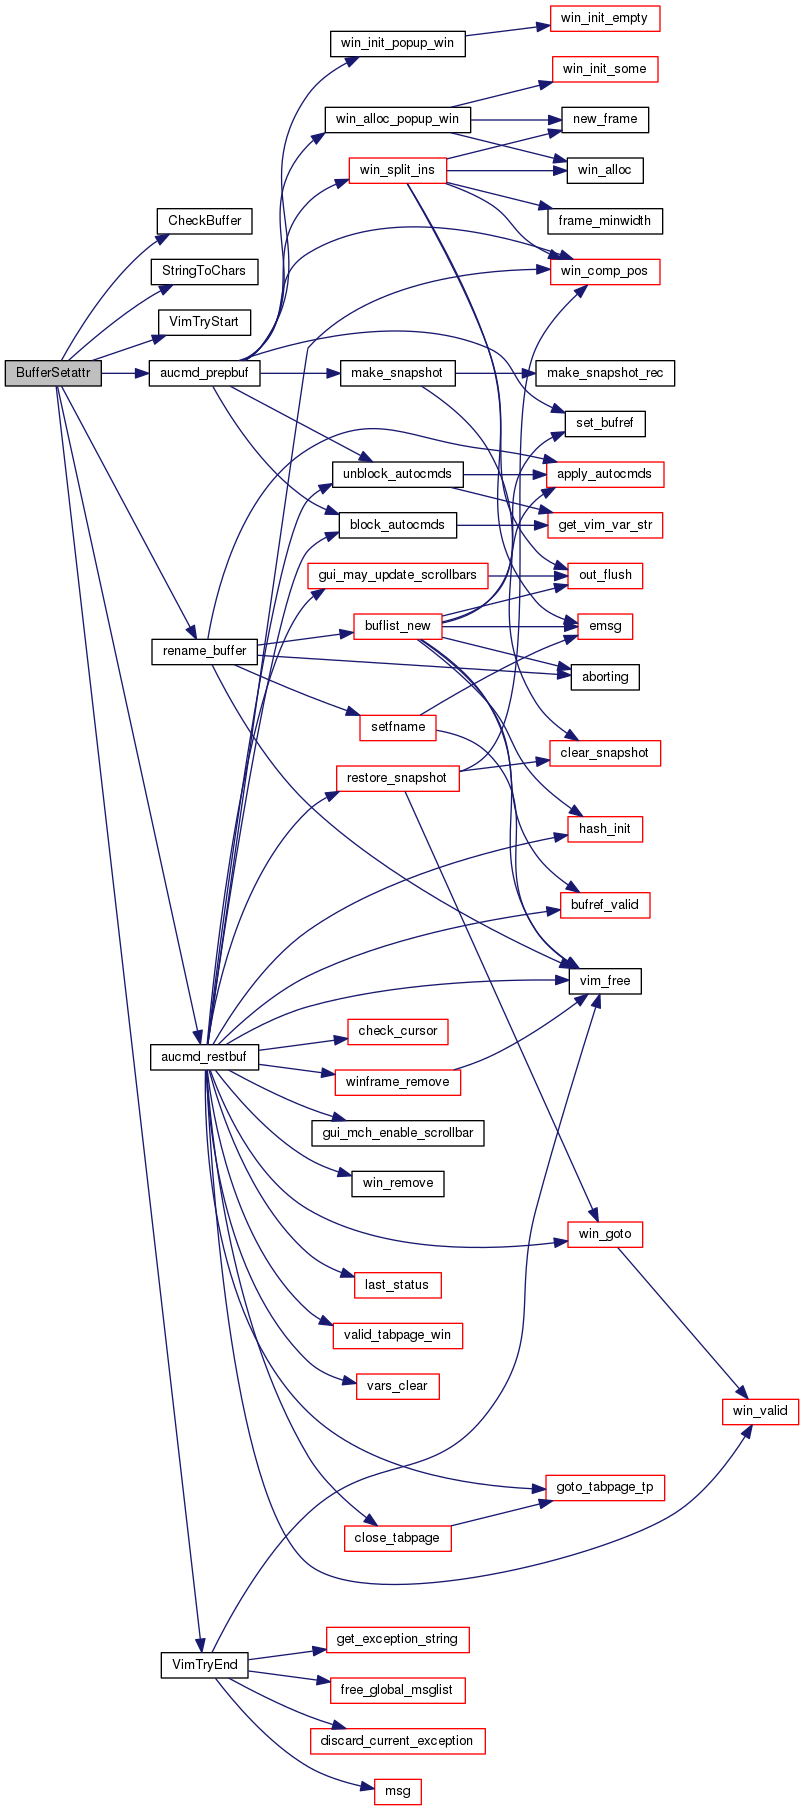 win_init_empty
win_init_popup_win
win_init_some
win_alloc_popup_win
new_frame
win_split_ins
win_alloc
CheckBuffer
frame_minwidth
StringToChars
win_comp_pos
VimTryStart
BufferSetattr
aucmd_prepbuf
make_snapshot
make_snapshot_rec
set_bufref
unblock_autocmds
apply_autocmds
block_autocmds
get_vim_var_str
gui_may_update_scrollbars
out_flush
buflist_new
emsg
rename_buffer
aborting
setfname
clear_snapshot
restore_snapshot
hash_init
bufref_valid
vim_free
check_cursor
aucmd_restbuf
winframe_remove
gui_mch_enable_scrollbar
win_remove
win_goto
last_status
valid_tabpage_win
vars_clear
win_valid
goto_tabpage_tp
close_tabpage
get_exception_string
VimTryEnd
free_global_msglist
discard_current_exception
msg